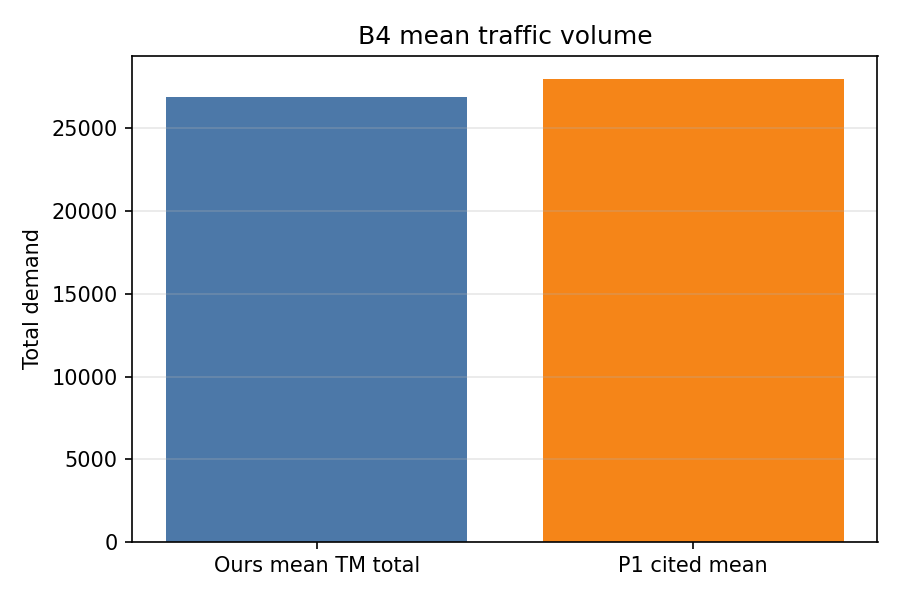 B4 mean traffic volume
Total demand
25000
20000
15000
10000
5000
0
Ours mean TM total
P1 cited mean